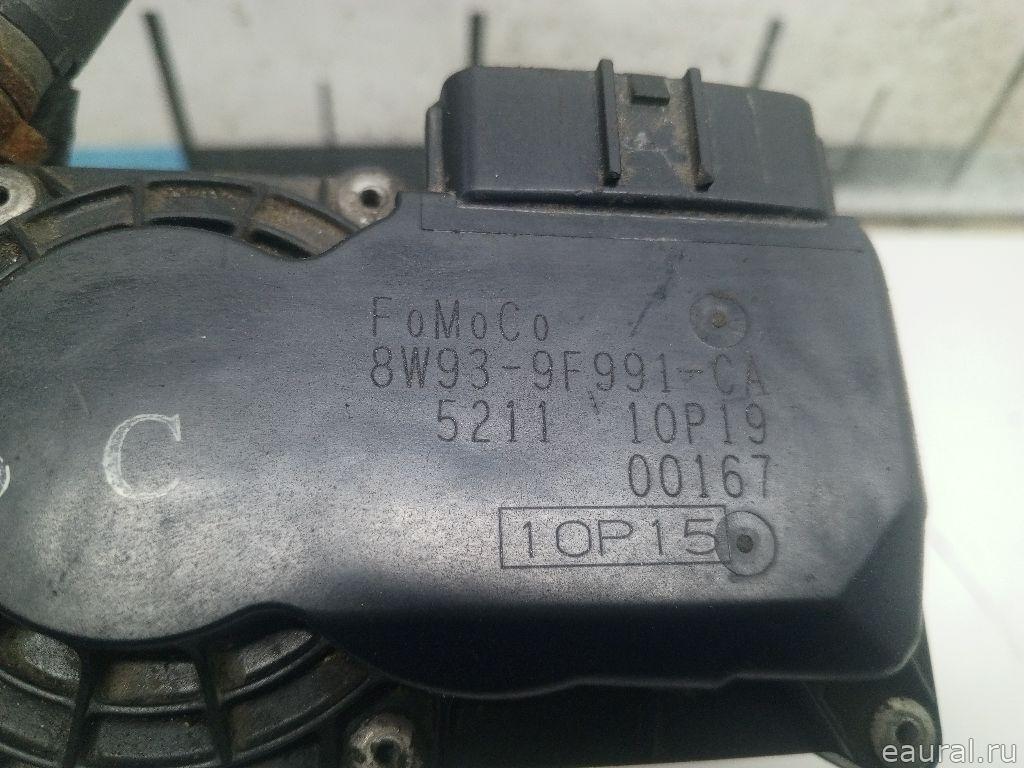 FoMoCo
8W93-9F991-CA
5211 10P19
00167
10P15
C
eaural.ru